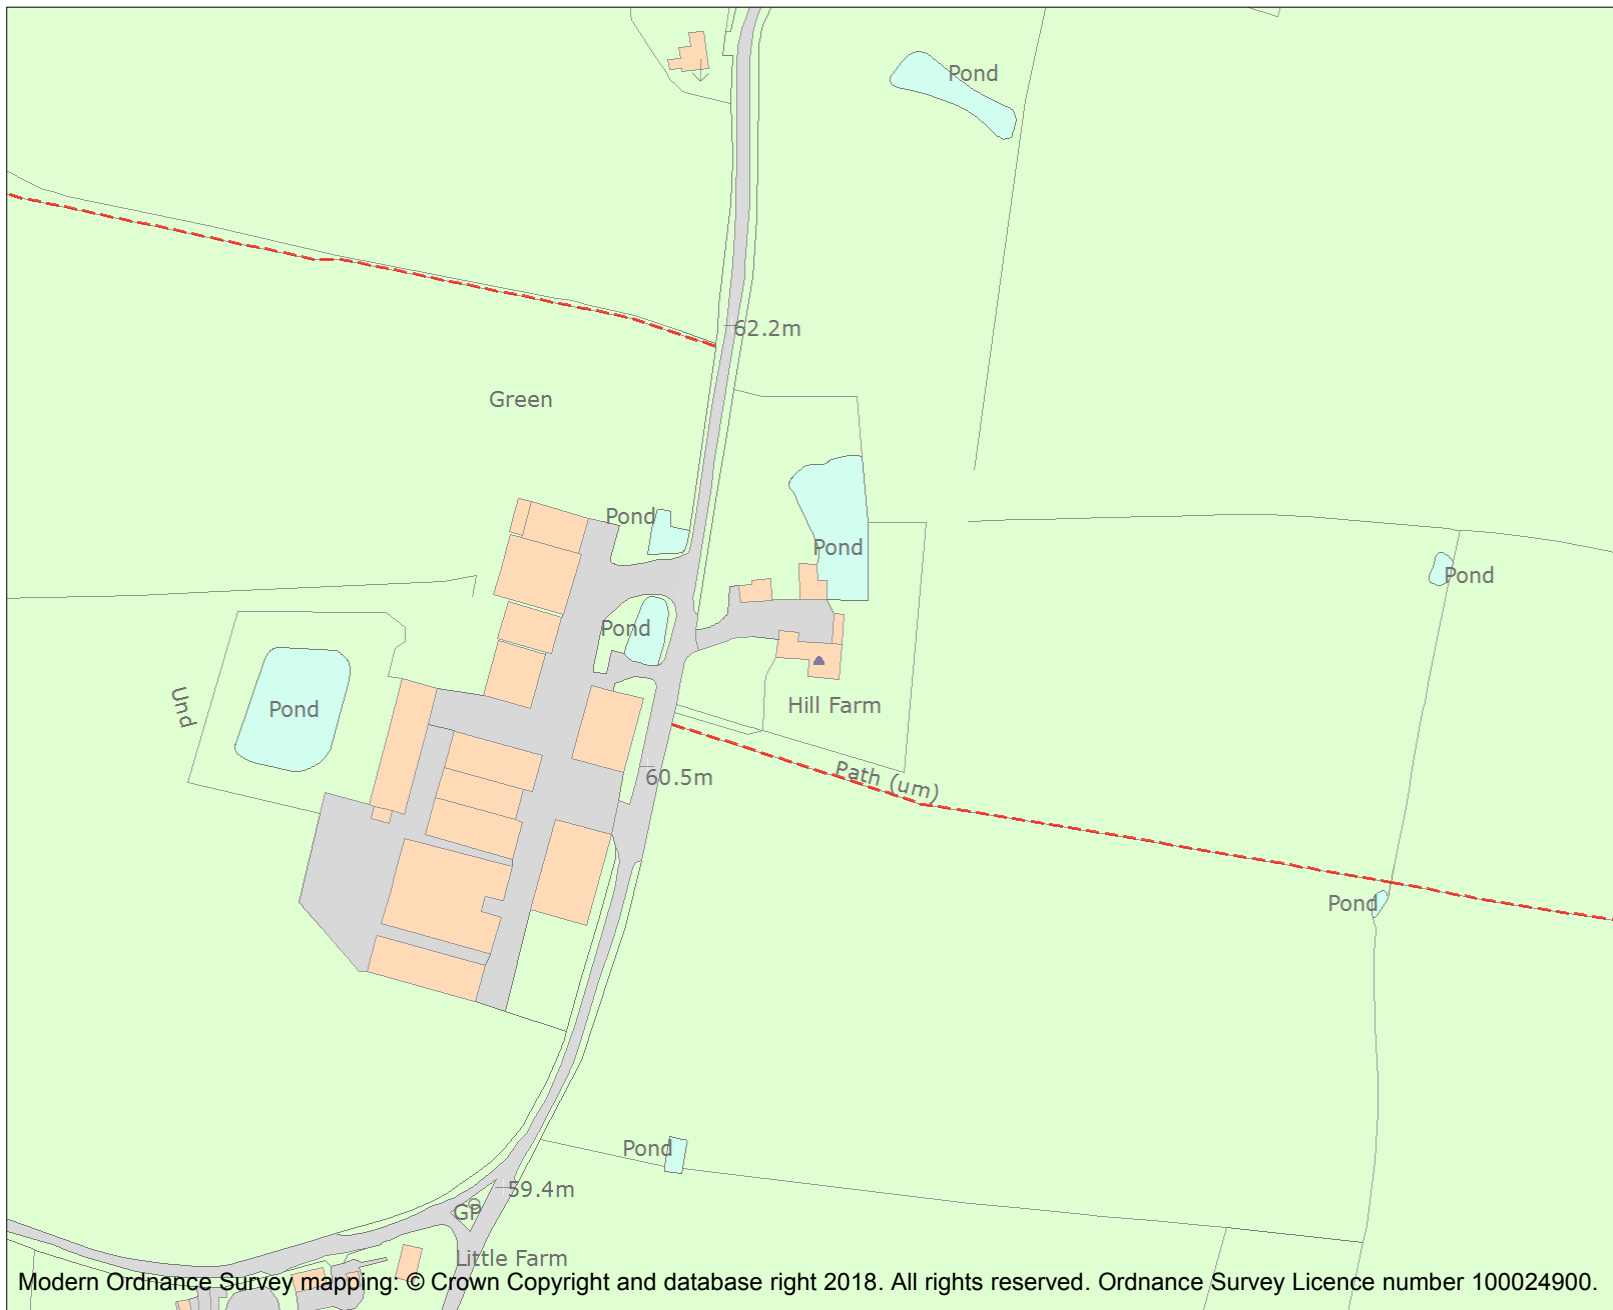 Pond
62.2m
Green
Pond
Pond
Pond
Pond
Und
Pond
Hill Farm
60.5m
Path (um)
Pond
Pond
59.4m
GP
Little Farm
Modern Ordnance Survey mapping: © Crown Copyright and database right 2018. All rights reserved. Ordnance Survey Licence number 100024900.